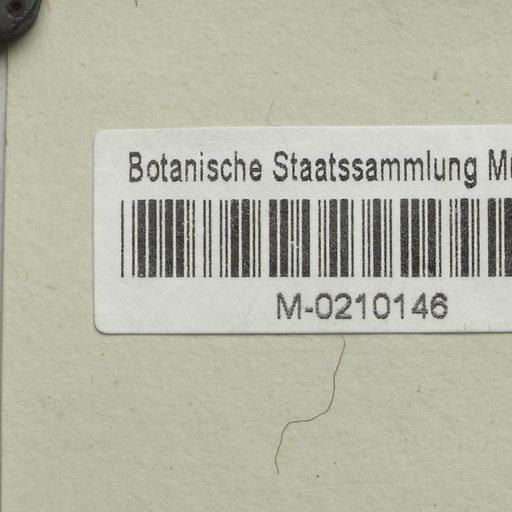 Botanische Staatssammlung
M-0210146